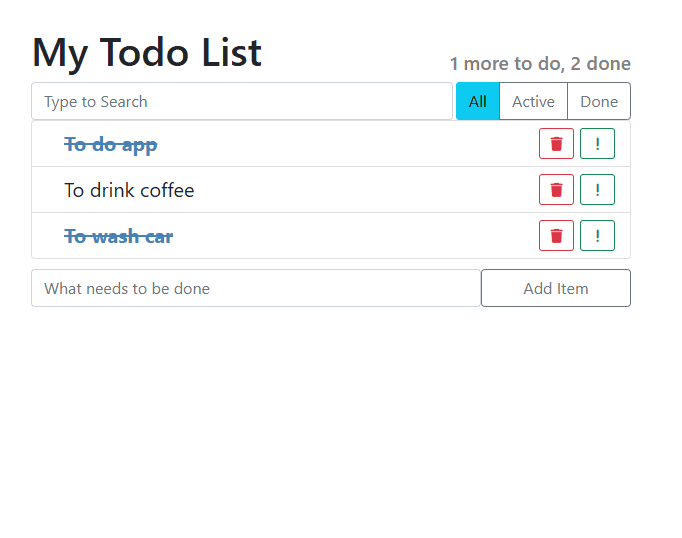 My Todo List
1 more to do, 2 done
Type to Search
All Active Done
To do app !
To drink coffee !
To wash car !
What needs to be done Add Item